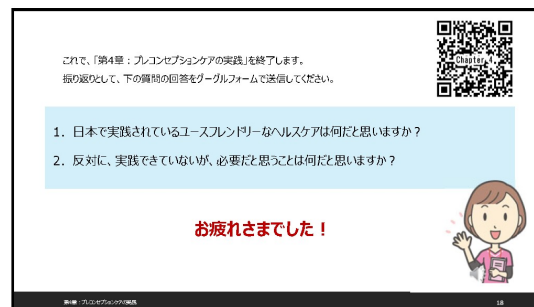 これで、「第4章：プレコンセプションケアの実践」を終了します。
振り返りとして、下の質問の回答をグーグルフォームで送信してください。
Chapter 4
1. 日本で実践されているユースフレンドリーなヘルスケアは何だと思いますか？
2. 反対に、実践できていないが、必要だと思うことは何だと思いますか？
お疲れさまでした！
第4章：プレコンセプションケアの実践
18